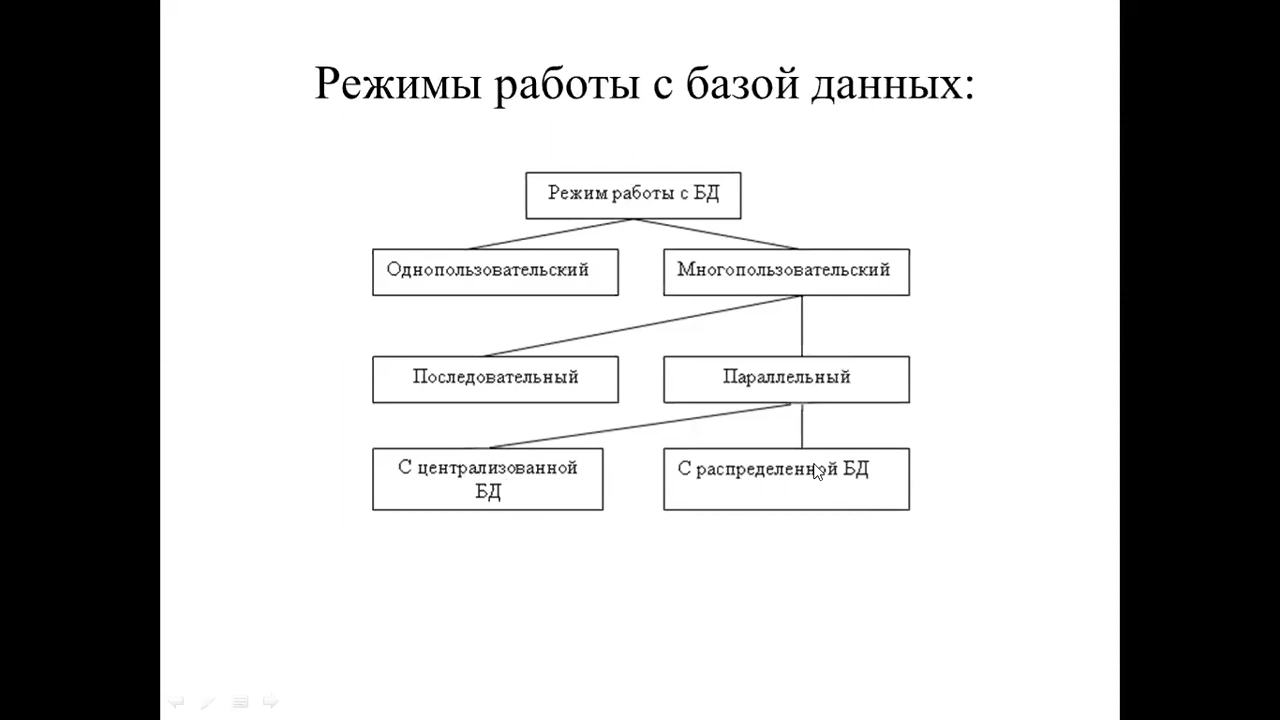 Режимы работы с базой данных:
Режим работы с БД
Однопользовательский
Многопользовательский
Последовательный
Параллельный
С централизованной
БД
С распределенной БД